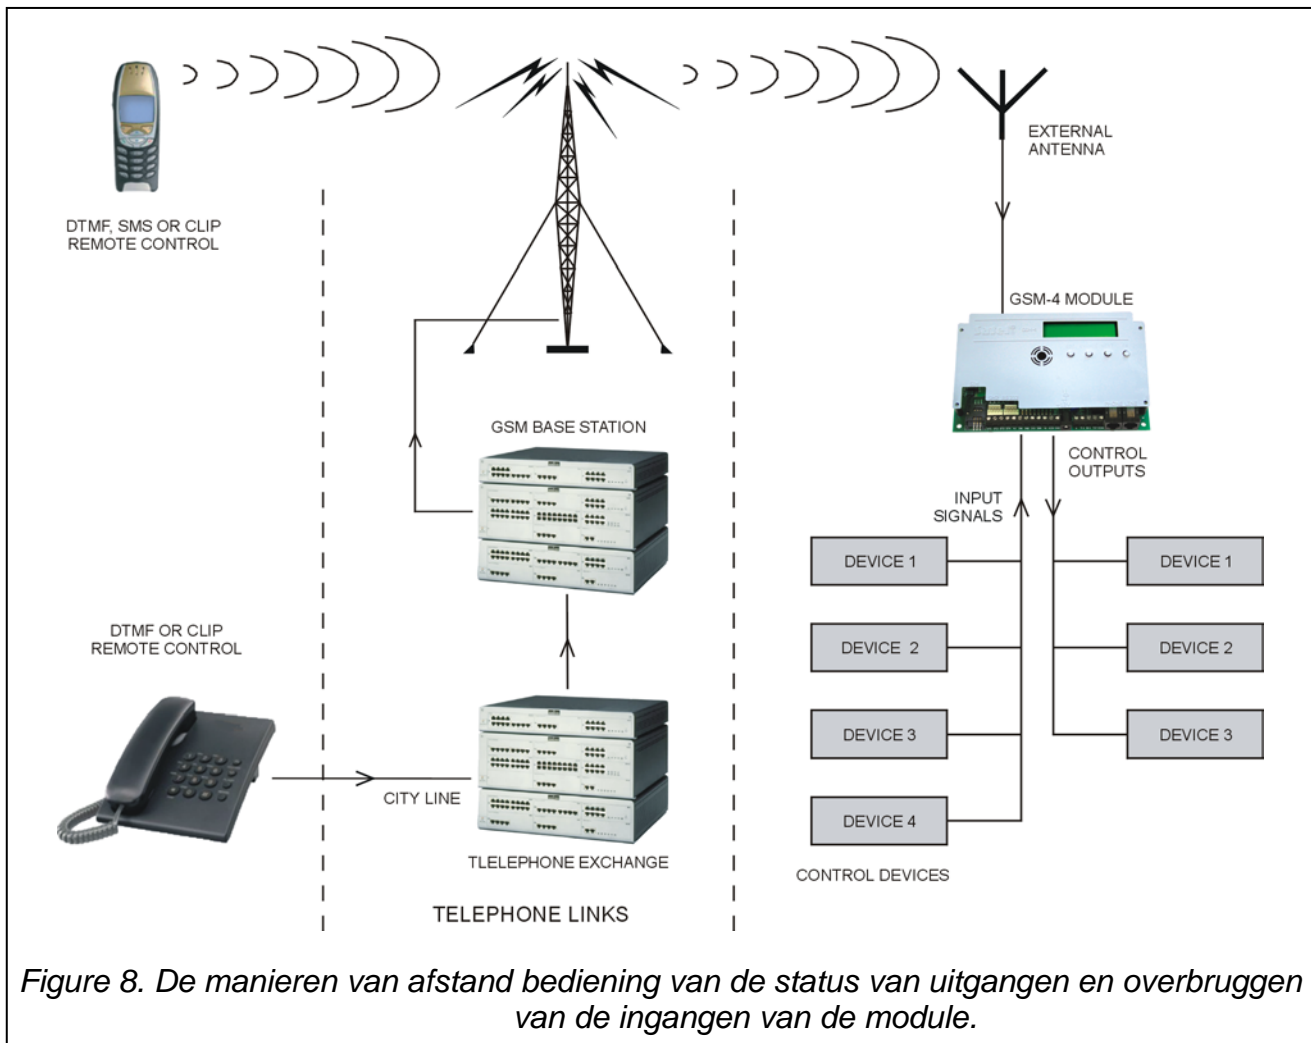 EXTERNAL
ANTENNA
DTMF, SMS OR CLIP
REMOTE CONTROL
GSM-4 MODULE
GSM BASE STATION
CONTROL
OUTPUTS
INPUT
SIGNALS
DEVICE 1
DEVICE 1
DTMF OR CLIP
REMOTE CONTROL
DEVICE 2
DEVICE 2
DEVICE 3
DEVICE 3
CITY LINE
DEVICE 4
TLELEPHONE EXCHANGE
CONTROL DEVICES
TELEPHONE LINKS
Figure 8. De manieren van afstand bediening van de status van uitgangen en overbruggen
van de ingangen van de module.